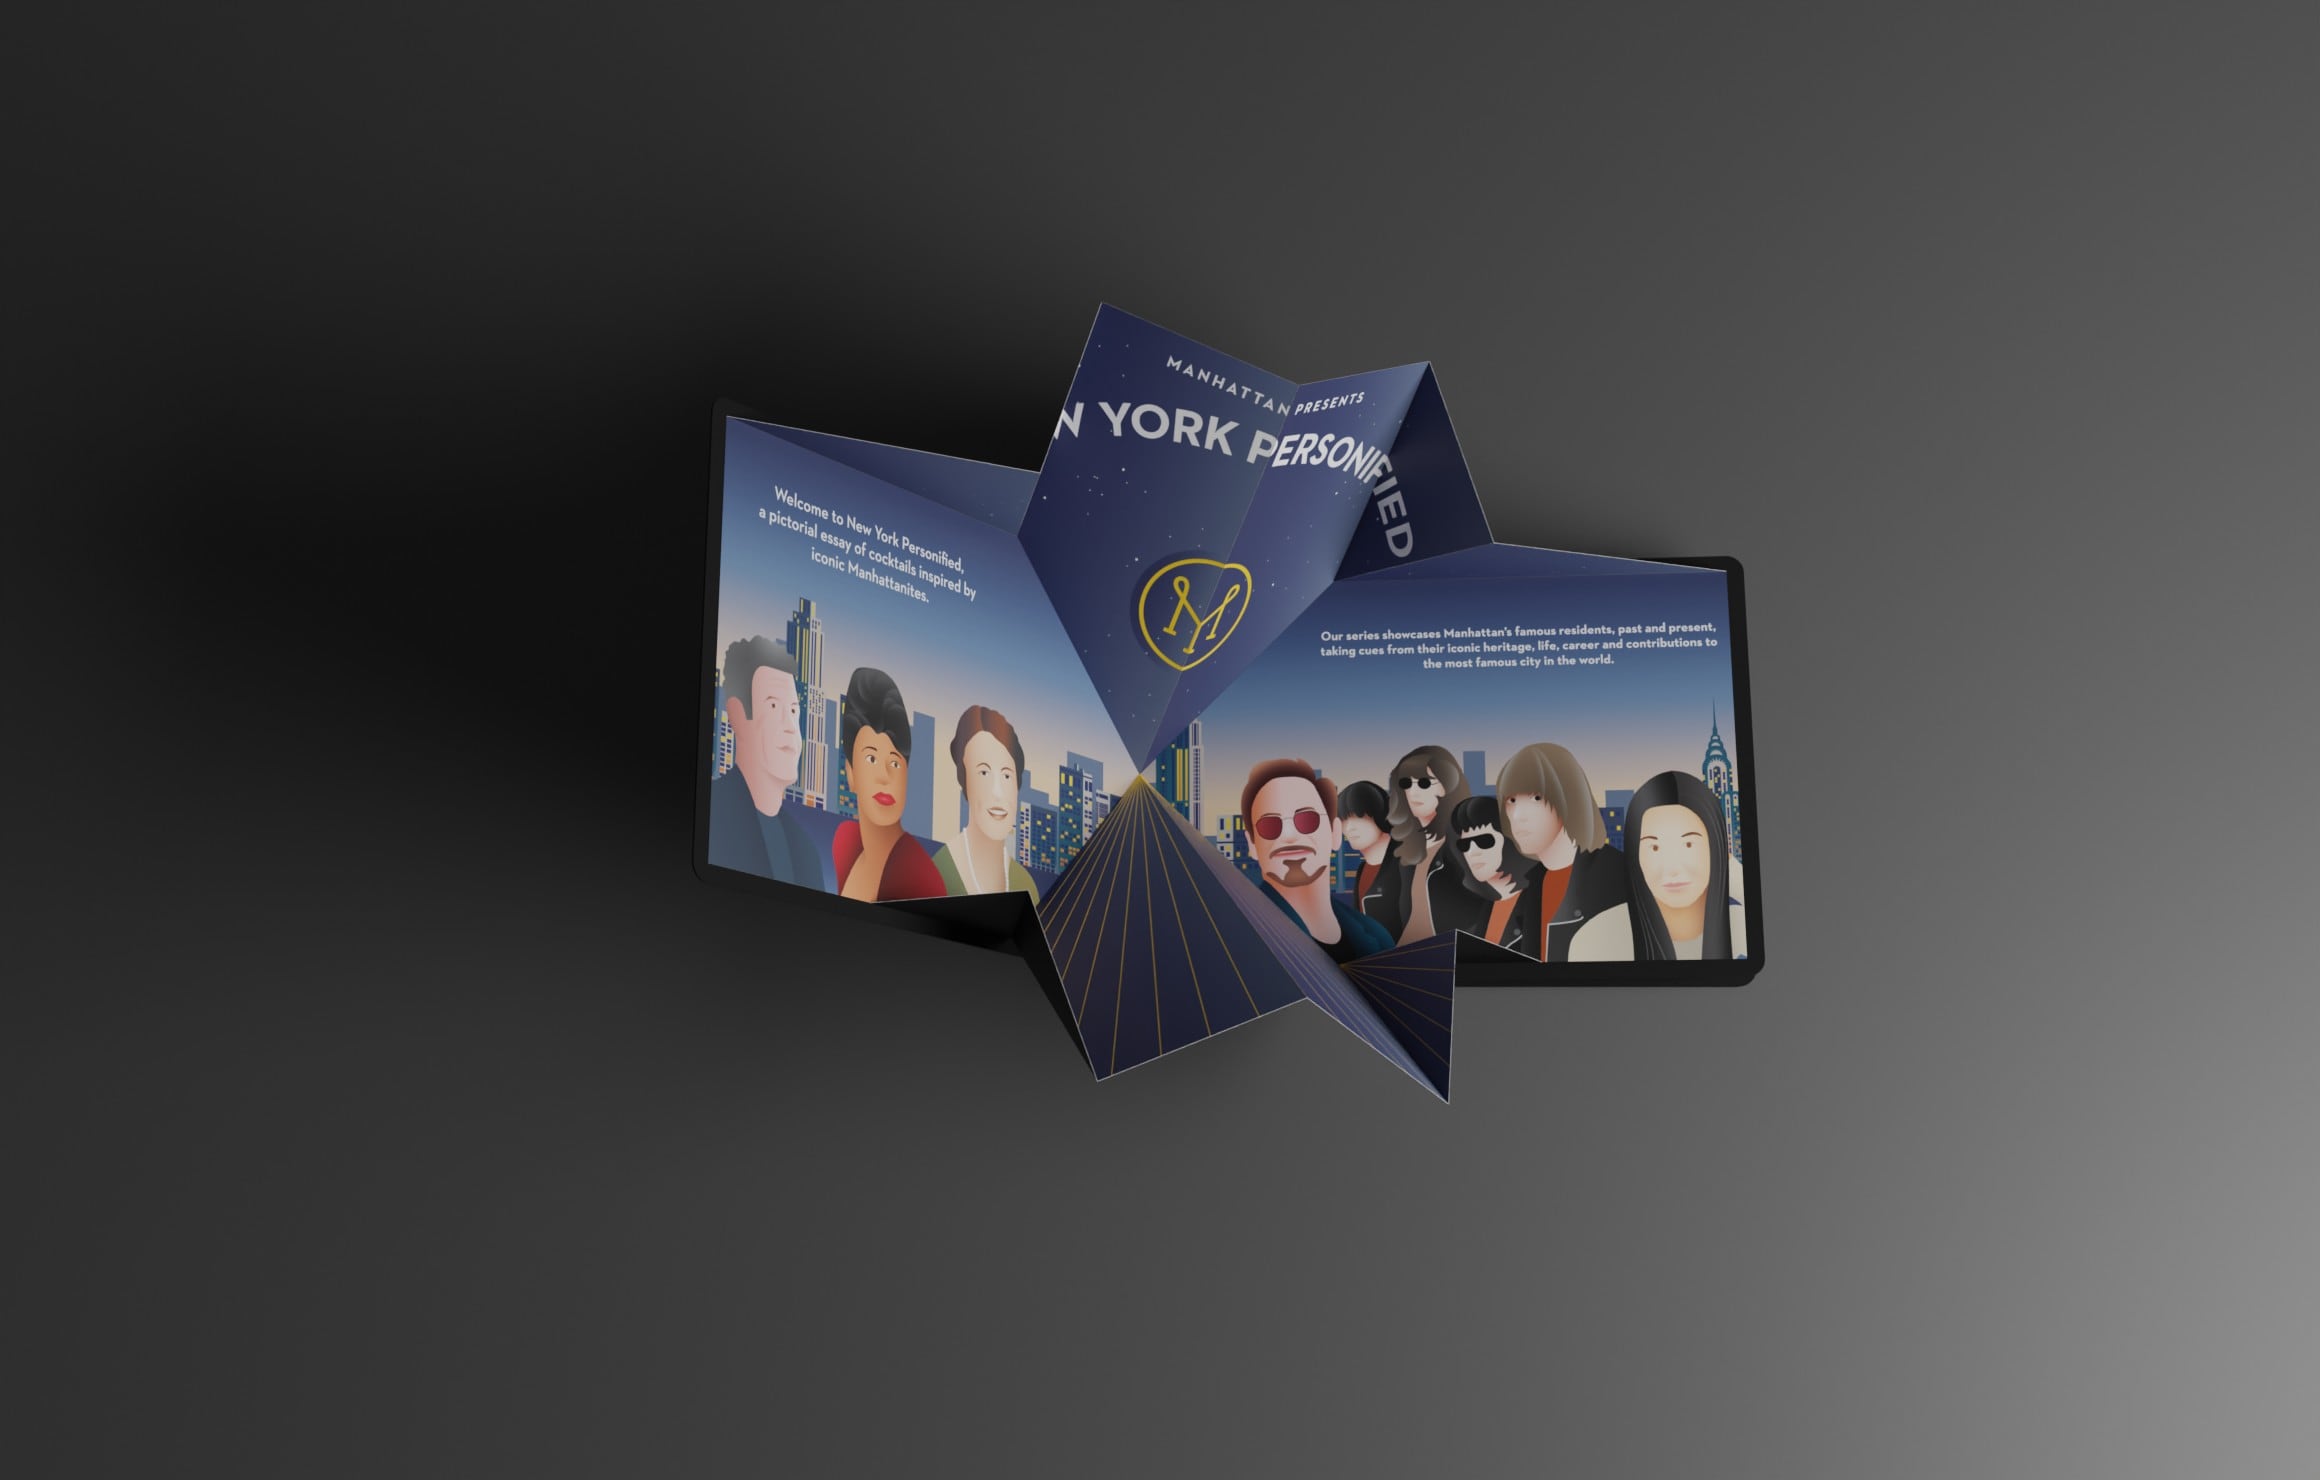 MANHATTAN PRESENTS
N YORK PERSONIFIED
Welcome to New York Personified,
a pictorial essay of cocktails inspired by
iconic Manhattanites.
M
Our series showcases Manhattan's famous residents, past and present,
taking cues from their iconic heritage, life, career and contributions to
the most famous city in the world.